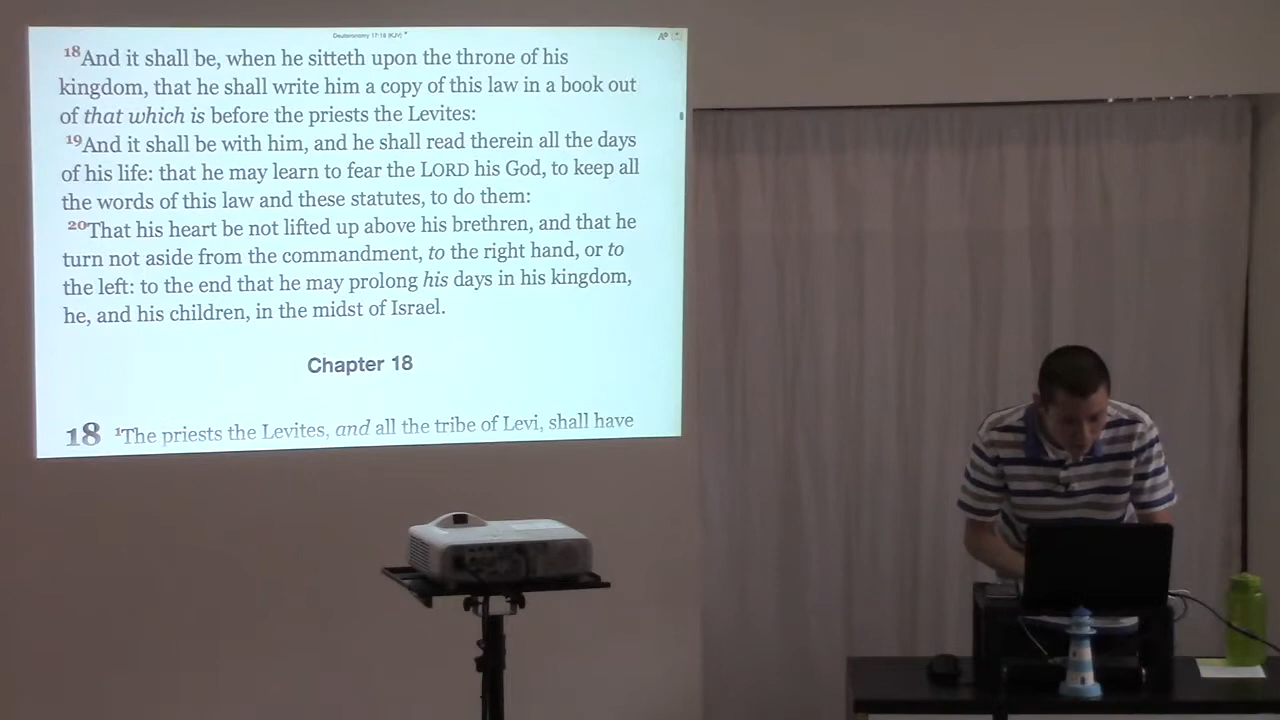 Deuteronomy 17:18 (KJV)
18And it shall be, when he sitteth upon the throne of his
kingdom, that he shall write him a copy of this law in a book out
of that which is before the priests the Levites:
19And it shall be with him, and he shall read therein all the days
of his life: that he may learn to fear the LORD his God, to keep all
the words of this law and these statutes, to do them:
20That his heart be not lifted up above his brethren, and that he
turn not aside from the commandment, to the right hand, or to
the left: to the end that he may prolong his days in his kingdom,
he, and his children, in the midst of Israel.
Chapter 18
18 1The priests the Levites, and all the tribe of Levi, shall have